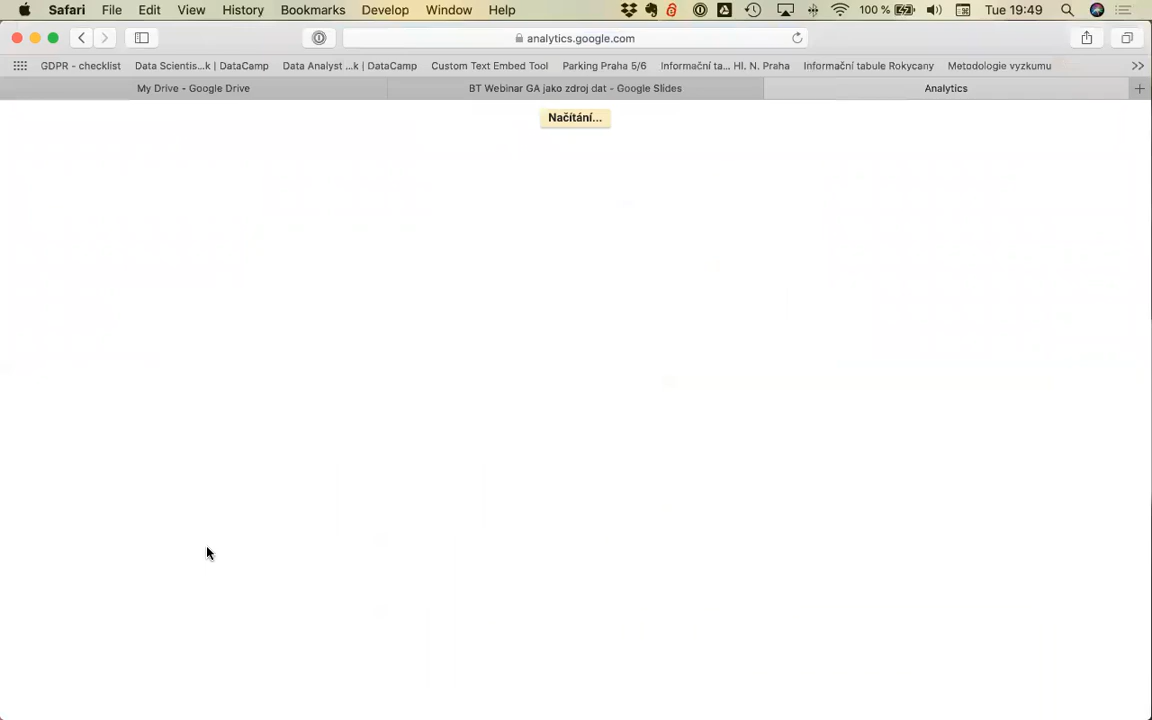 Safari File Edit View History Bookmarks Develop Window Help 100 % Tue 19:49
analytics.google.com
GDPR - checklist Data Scientis...k | DataCamp Data Analyst ...k | DataCamp Custom Text Embed Tool Parking Praha 5/6 Informační ta... Hl. N. Praha Informační tabule Rokycany Metodologie vyzkumu
My Drive - Google Drive BT Webinar GA jako zdroj dat - Google Slides Analytics
Načítání...